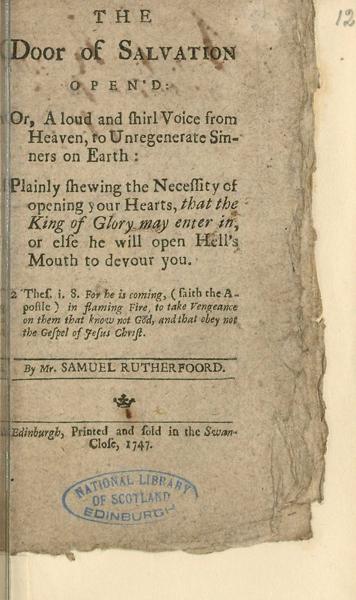 12
THE
Door of SALVATION
OPEN'D:
Or, A loud and ſhirl Voice from
Heaven, to Unregenerate Sin-
ners on Earth:
Plainly ſhewing the Neceſſity of
opening your Hearts, that the
King of Glory may enter in,
or elſe he will open Hell's
Mouth to devour you.
2 Theſ. i. 8. For he is coming, (ſaith the A-
poſtle) in flaming Fire, to take Vengeance
on them that know not God, and that obey not
the Goſpel of Jeſus Chriſt.
By Mr. SAMUEL RUTHERFOORD.
Edinburgh, Printed and ſold in the Swan-
Cloſe, 1747.
NATIONAL LIBRARY
OF SCOTLAND
EDINBURGH